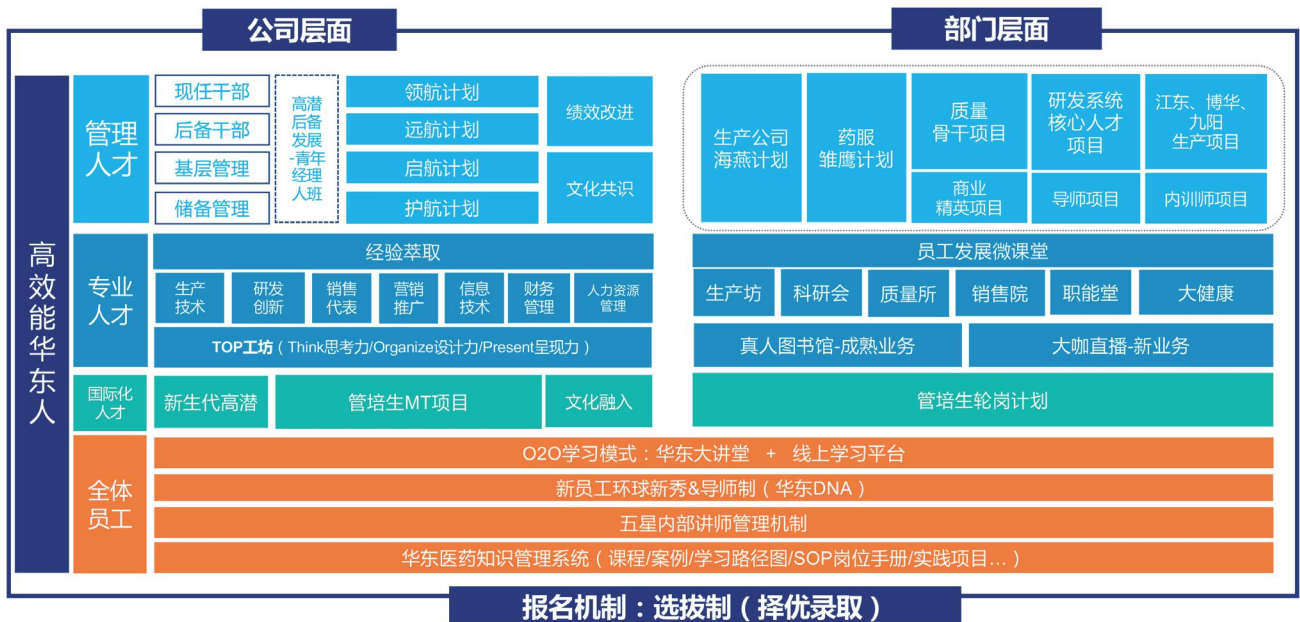 公司层面
部门层面
高效能华东人
管理
人才
现任干部
后备干部
基层管理
储备管理
高潜
后备
发展
-青年
经理
人班
领航计划
远航计划
启航计划
护航计划
绩效改进
文化共识
生产公司
海燕计划
药服
雏鹰计划
质量
骨干项目
研发系统
核心人才
项目
江东、博华、
九阳
生产项目
商业
精英项目
导师项目
内训师项目
专业
人才
经验萃取
生产
技术
研发
创新
销售
代表
营销
推广
信息
技术
财务
管理
人力资源
管理
TOP工坊（Think思考力/Organize设计力/Present呈现力）
员工发展微课堂
生产坊
科研会
质量所
销售院
职能堂
大健康
真人图书馆-成熟业务
大咖直播-新业务
国际化
人才
新生代高潜
管培生MT项目
文化融入
管培生轮岗计划
全体
员工
O2O学习模式：华东大讲堂 + 线上学习平台
新员工环球新秀&导师制（华东DNA）
五星内部讲师管理机制
华东医药知识管理系统（课程/案例/学习路径图/SOP岗位手册/实践项目…）
报名机制：选拔制（择优录取）